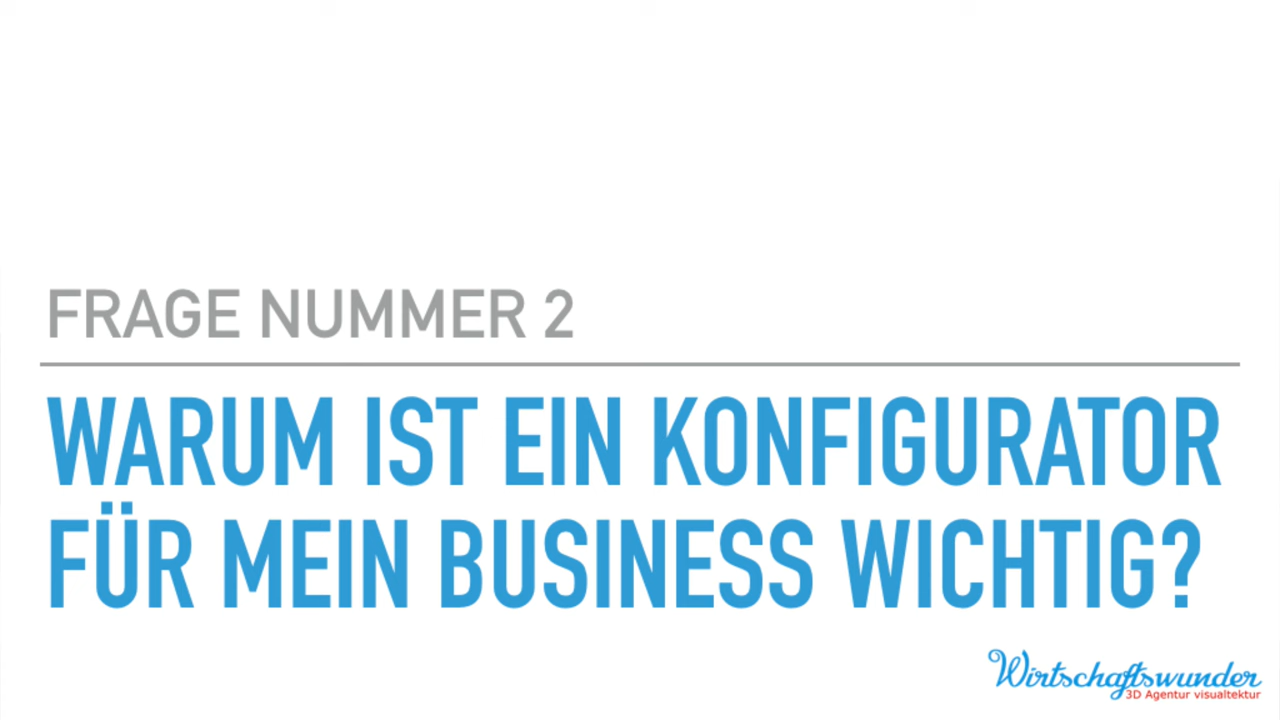 FRAGE NUMMER 2
WARUM IST EIN KONFIGURATOR
FÜR MEIN BUSINESS WICHTIG?
Wirtschaftswunder
3D Agentur visualtektur